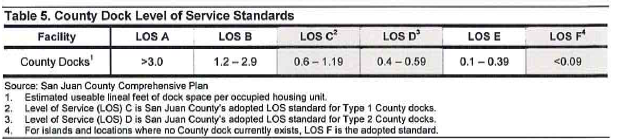 Table 5. County Dock Level of Service Standards
Facility LOS A LOS B LOS C² LOS D³ LOS E LOS F⁴
County Docks¹ >3.0 1.2 – 2.9 0.6 – 1.19 0.4 – 0.59 0.1 – 0.39 <0.09
Source: San Juan County Comprehensive Plan
1. Estimated useable lineal feet of dock space per occupied housing unit.
2. Level of Service (LOS) C is San Juan County's adopted LOS standard for Type 1 County docks.
3. Level of Service (LOS) D is San Juan County's adopted LOS standard for Type 2 County docks.
4. For islands and locations where no County dock currently exists, LOS F is the adopted standard.